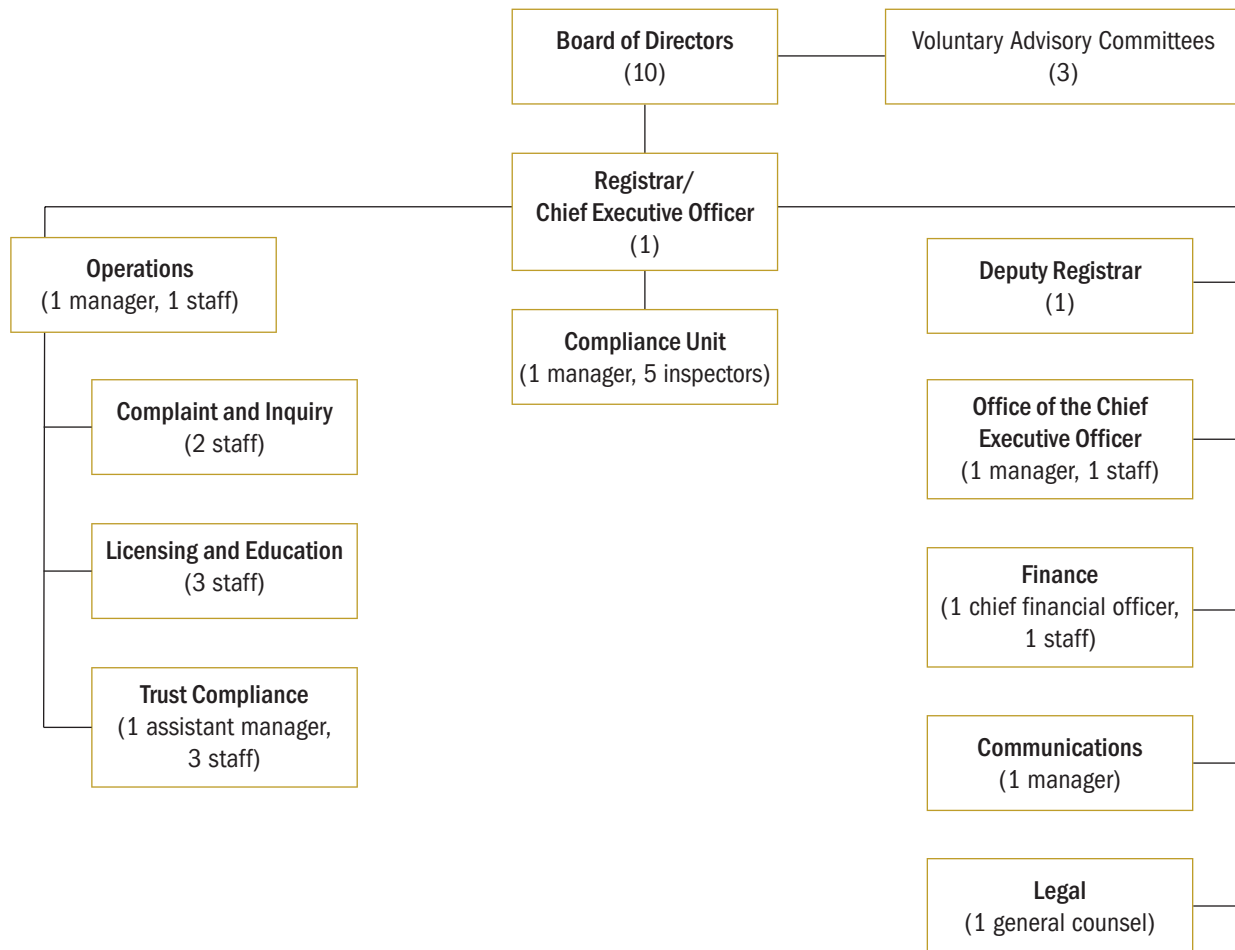 Board of Directors
(10)
Voluntary Advisory Committees
(3)
Registrar/
Chief Executive Officer
(1)
Operations
(1 manager, 1 staff)
Compliance Unit
(1 manager, 5 inspectors)
Complaint and Inquiry
(2 staff)
Licensing and Education
(3 staff)
Trust Compliance
(1 assistant manager,
3 staff)
Deputy Registrar
(1)
Office of the Chief
Executive Officer
(1 manager, 1 staff)
Finance
(1 chief financial officer,
1 staff)
Communications
(1 manager)
Legal
(1 general counsel)